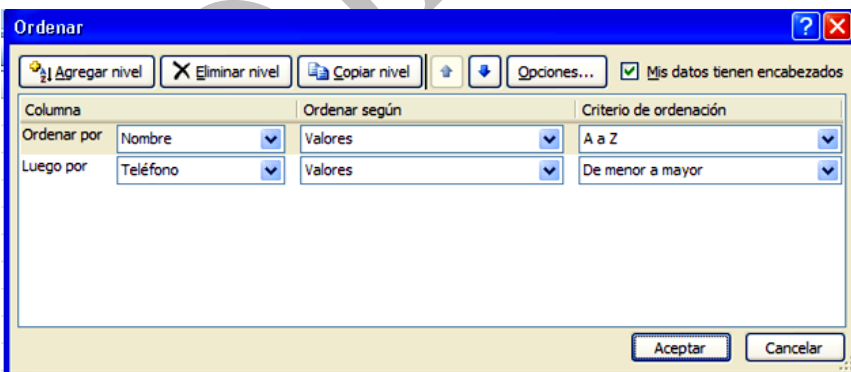 Ordenar
Agregar nivel Eliminar nivel Copiar nivel Opciones... Mis datos tienen encabezados
Columna Ordenar según Criterio de ordenación
Ordenar por Nombre Valores A a Z
Luego por Teléfono Valores De menor a mayor
Aceptar Cancelar